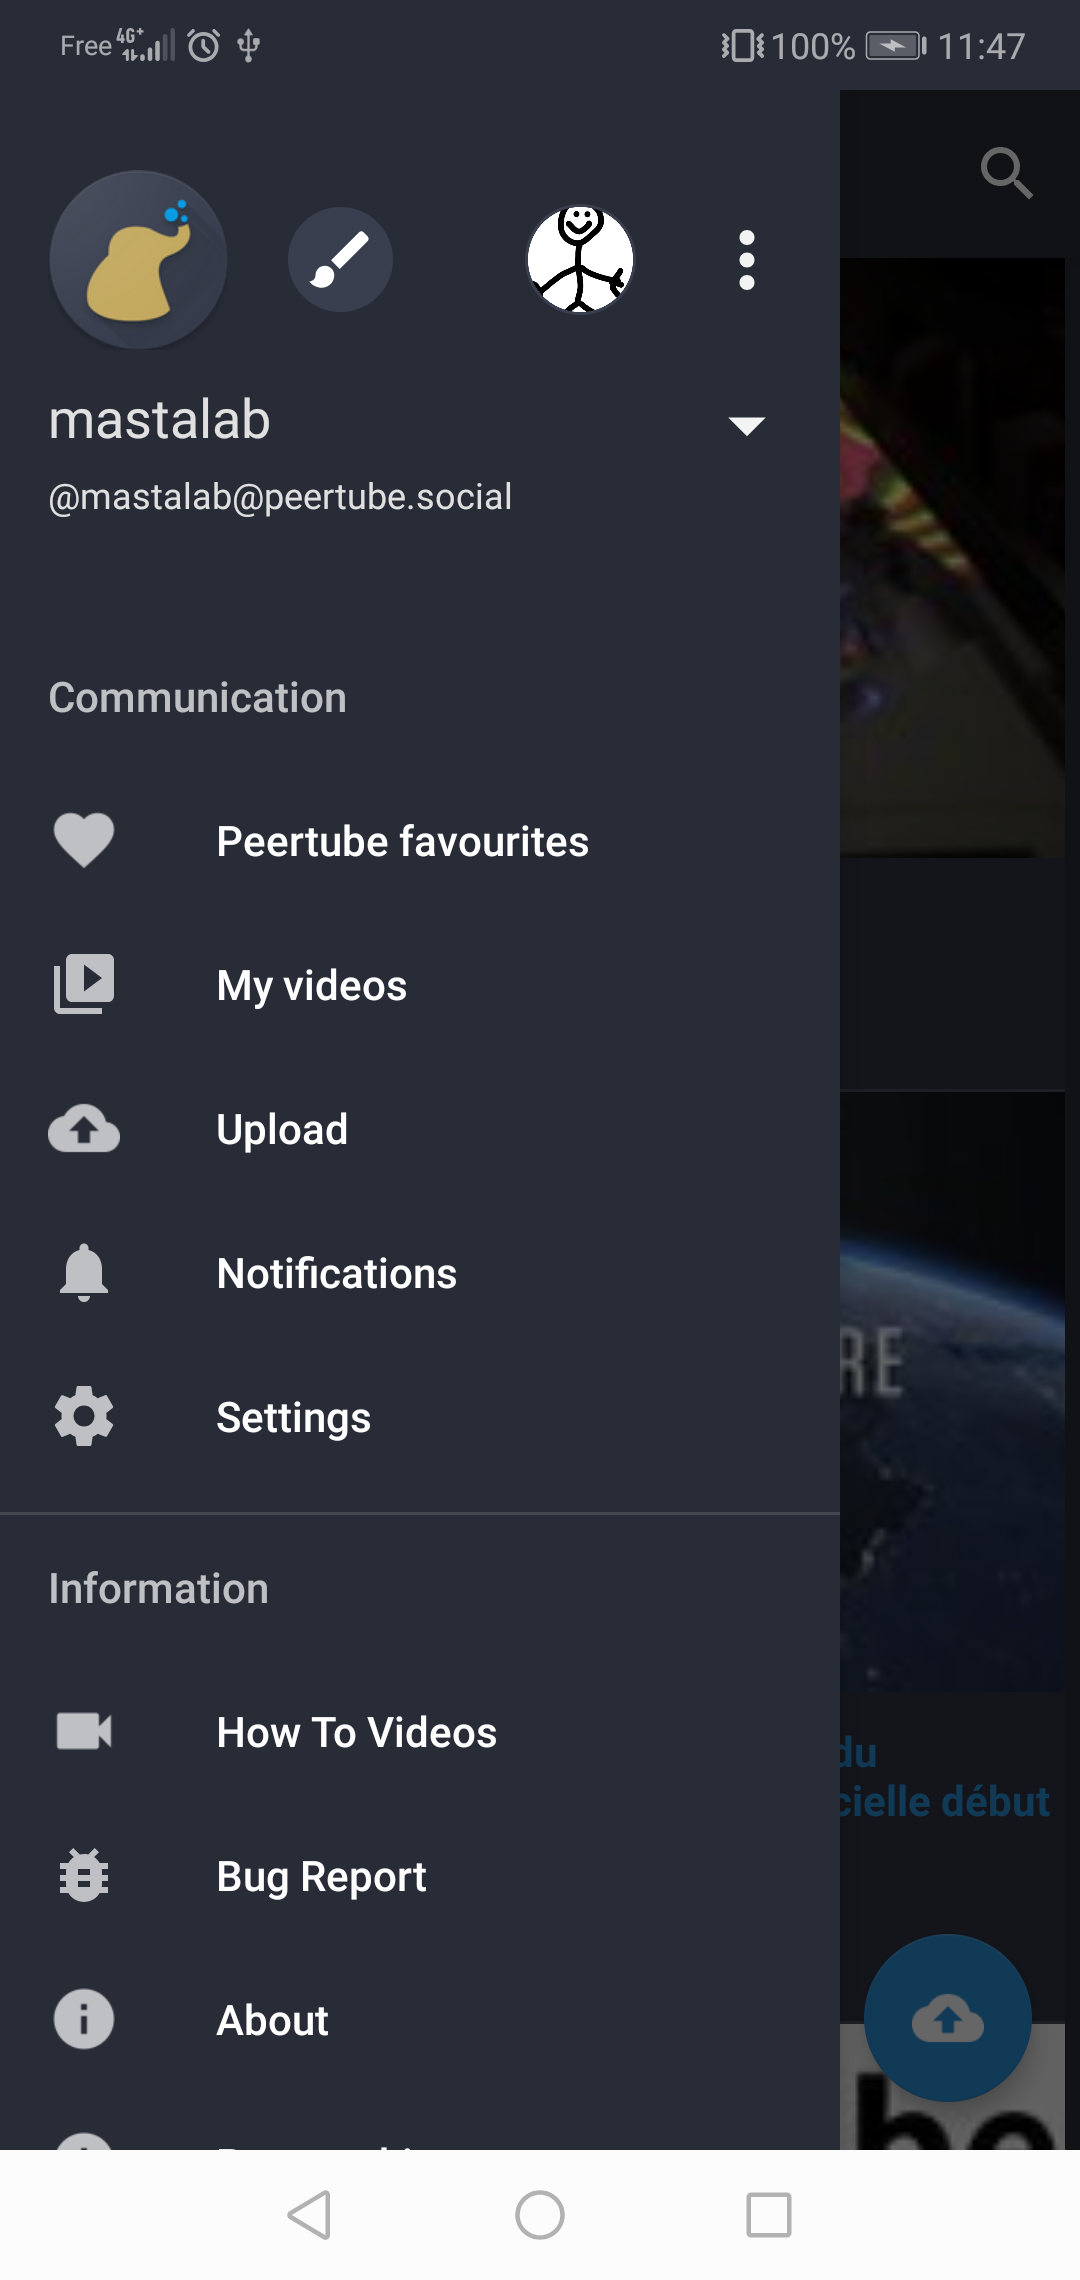 Free 4G+ 100% 11:47
mastalab
@mastalab@peertube.social
Communication
Peertube favourites
My videos
Upload
Notifications
RE
Settings
Information
How To Videos
du
cielle début
Bug Report
About
be